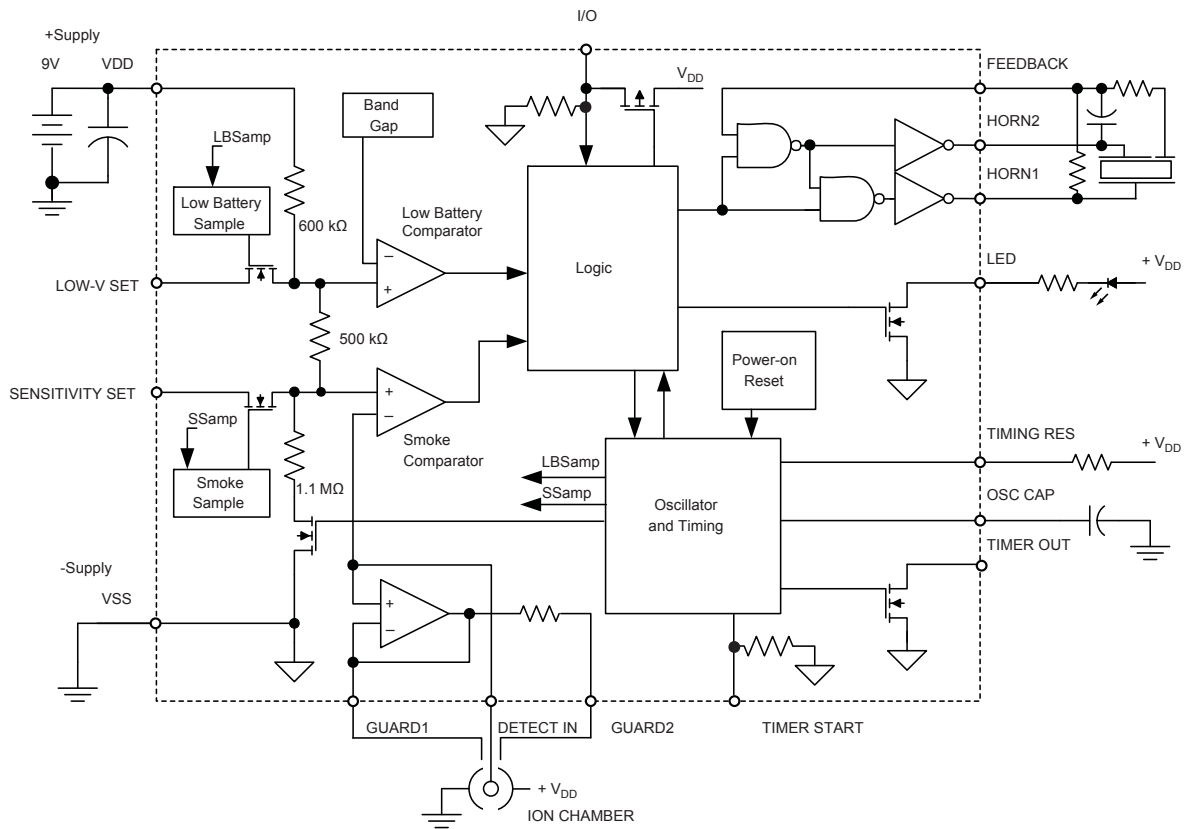 I/O
+Supply
9V
VDD
FEEDBACK
Band
Gap
V_DD
HORN2
LBSamp
HORN1
Low Battery
Sample
600 kΩ
Low Battery
Comparator
−
+
Logic
LED
+ V_DD
LOW-V SET
500 kΩ
Power-on
Reset
SENSITIVITY SET
+
−
SSamp
Smoke
Comparator
TIMING RES
+ V_DD
Smoke
Sample
1.1 MΩ
LBSamp
SSamp
Oscillator
and Timing
OSC CAP
TIMER OUT
-Supply
VSS
+
−
GUARD1
DETECT IN
GUARD2
TIMER START
+ V_DD
ION CHAMBER